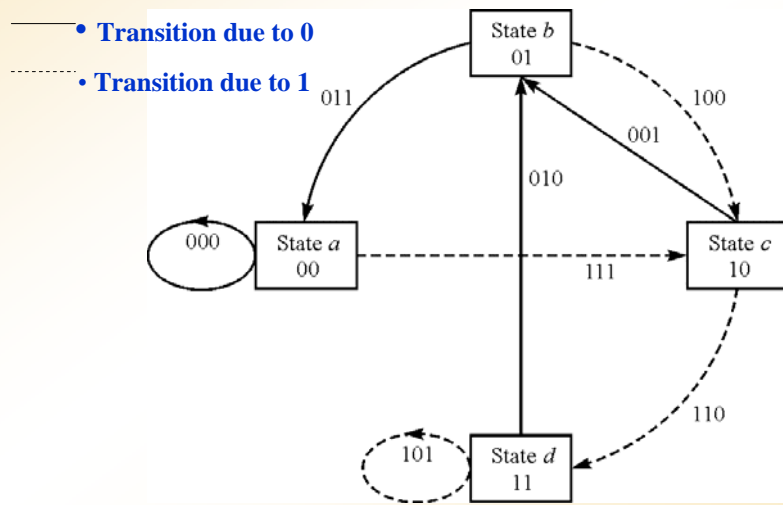 • Transition due to 0
• Transition due to 1
State b
01
011
100
001
010
000
State a
00
111
State c
10
110
101
State d
11